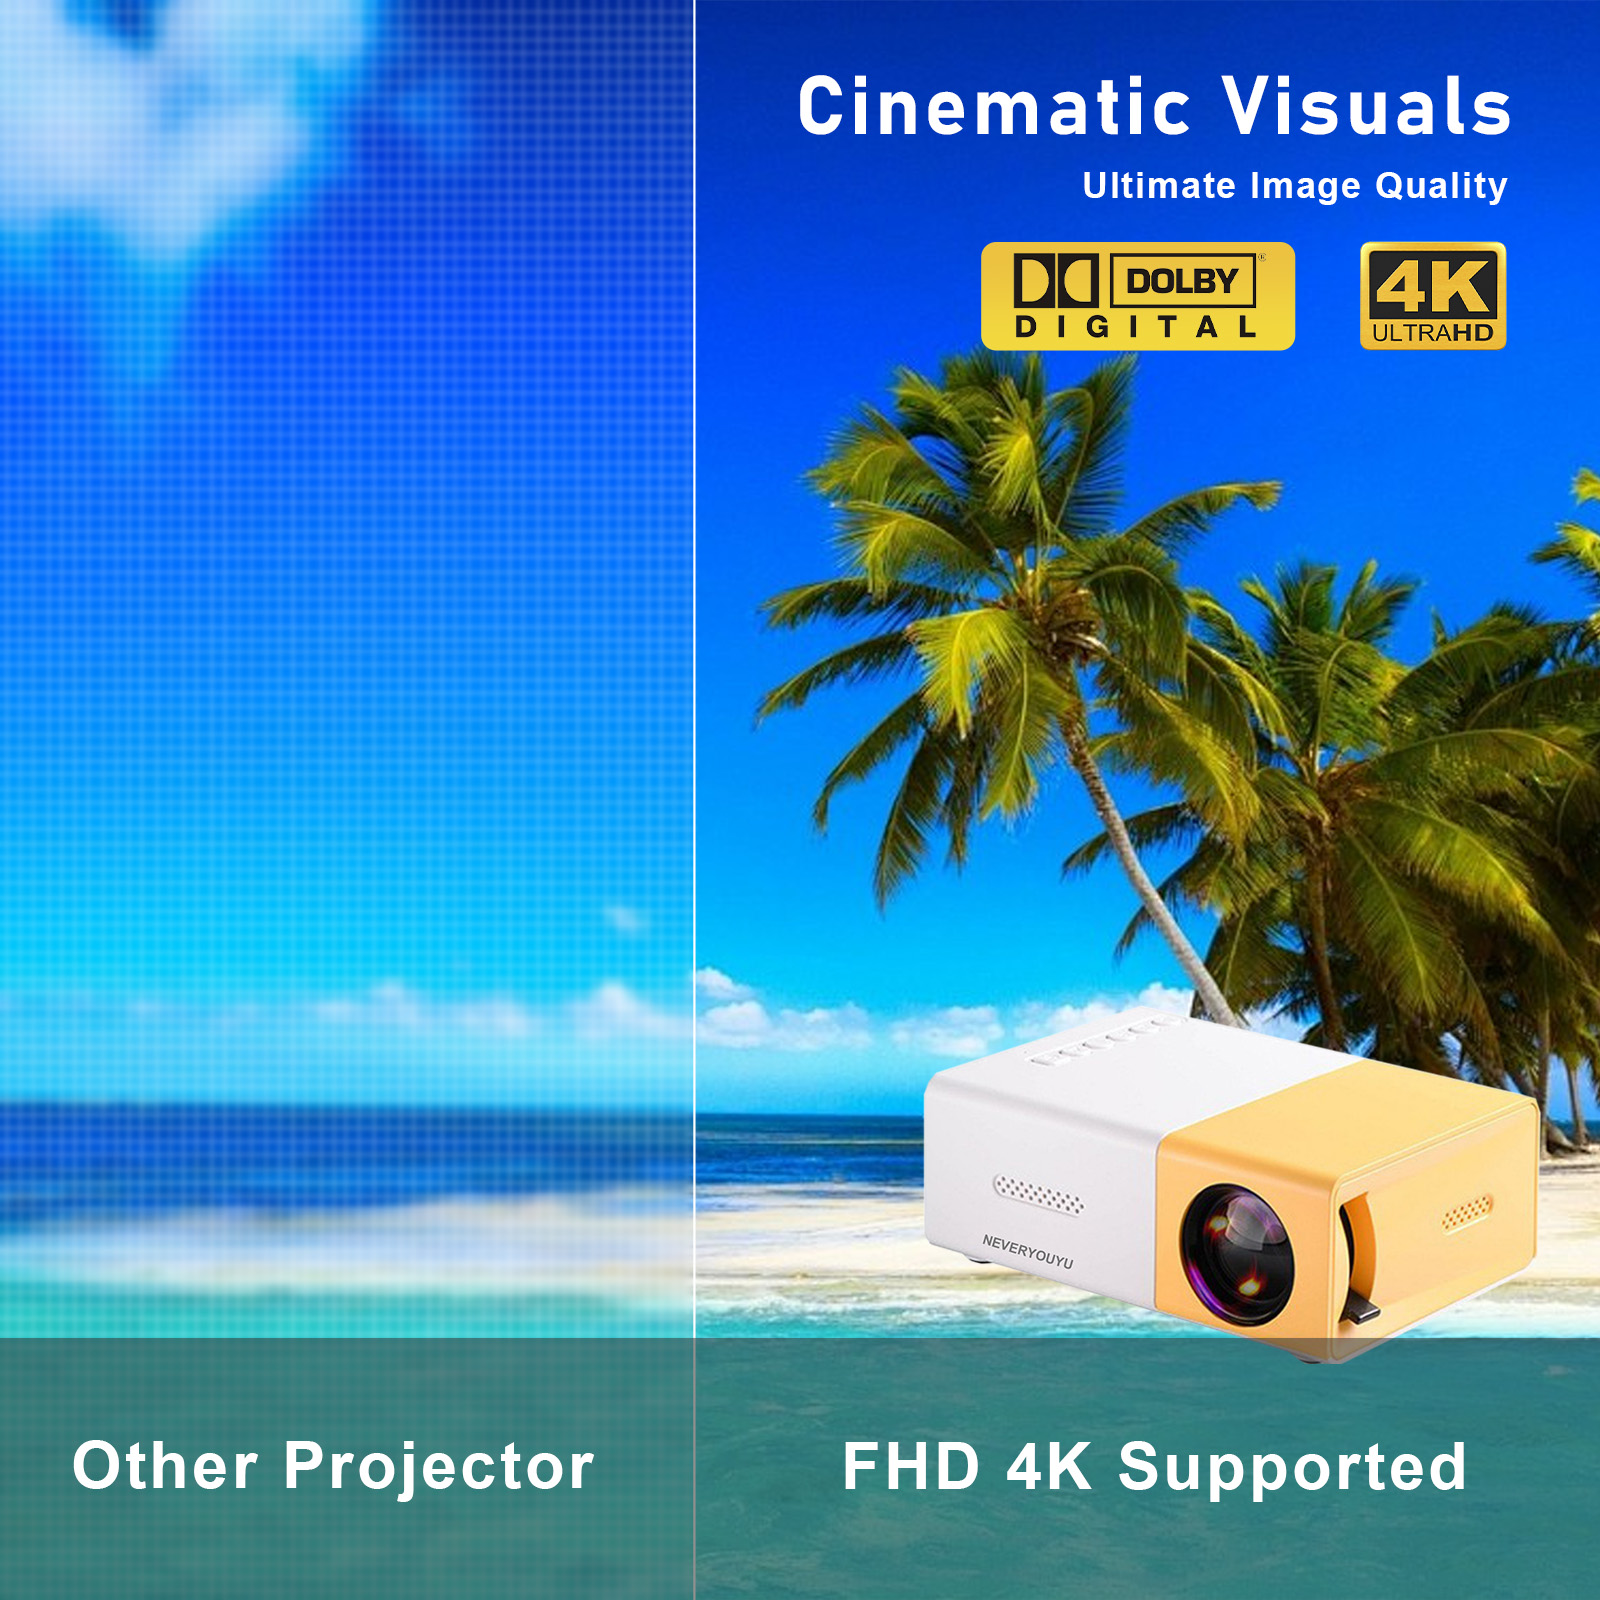 Cinematic Visuals
Ultimate Image Quality
DOLBY®
DIGITAL
4K
ULTRAHD
NEVERYOUYU
Other Projector
FHD 4K Supported